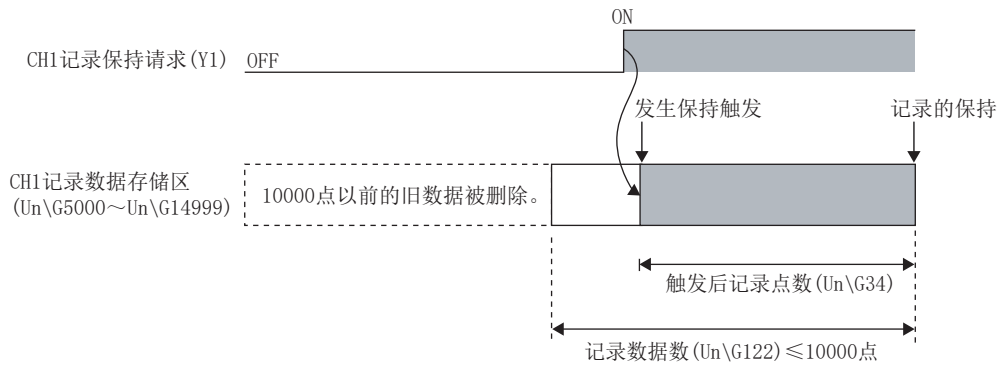 ON
CH1记录保持请求(Y1) OFF
发生保持触发 记录的保持
CH1记录数据存储区
(Un\G5000～Un\G14999)
10000点以前的旧数据被删除。
触发后记录点数(Un\G34)
记录数据数(Un\G122)≤10000点